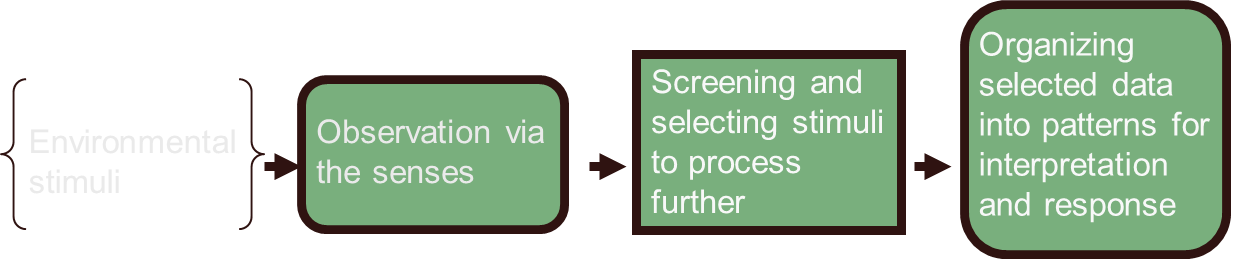 Environmental
stimuli
Observation via
the senses
Screening and
selecting stimuli
to process
further
Organizing
selected data
into patterns for
interpretation
and response